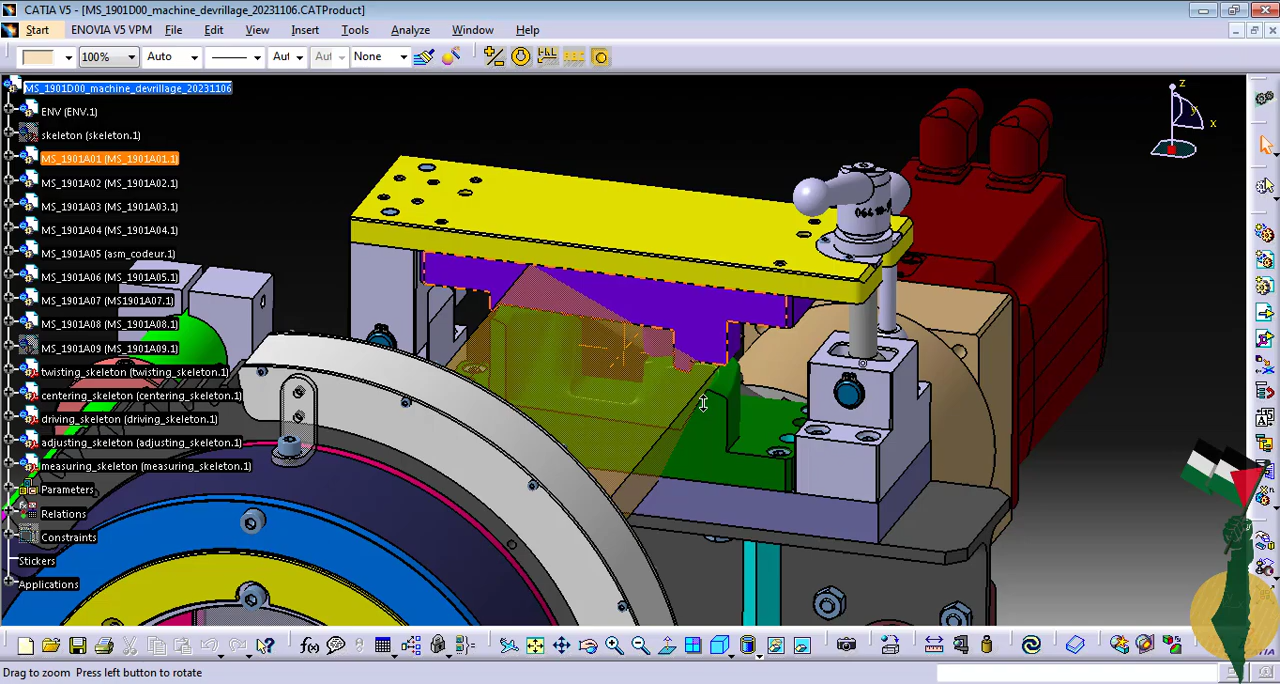 CATIA V5 - [MS_1901D00_machine_devrillage_20231106.CATProduct]
Start ENOVIA V5 VPM File Edit View Insert Tools Analyze Window Help
100% Auto Aut Aut None
MS_1901D00_machine_devrillage_20231106
ENV (ENV.1)
skeleton (skeleton.1)
MS_1901A01 (MS_1901A01.1)
MS_1901A02 (MS_1901A02.1)
MS_1901A03 (MS_1901A03.1)
MS_1901A04 (MS_1901A04.1)
MS_1901A05 (asm_codeur.1)
MS_1901A06 (MS_1901A05.1)
MS_1901A07 (MS1901A07.1)
MS_1901A08 (MS_1901A08.1)
MS_1901A09 (MS_1901A09.1)
twisting_skeleton (twisting_skeleton.1)
centering_skeleton (centering_skeleton.1)
driving_skeleton (driving_skeleton.1)
adjusting_skeleton (adjusting_skeleton.1)
measuring_skeleton (measuring_skeleton.1)
Parameters
Relations
Constraints
Stickers
Applications
z
y
x
f(x)
Drag to zoom Press left button to rotate